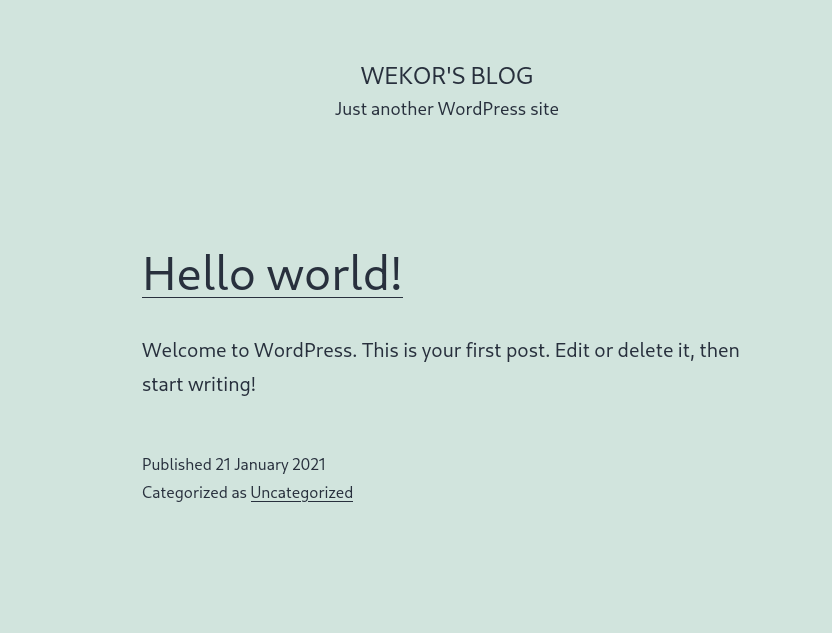 WEKOR'S BLOG
Just another WordPress site
Hello world!
Welcome to WordPress. This is your first post. Edit or delete it, then
start writing!
Published 21 January 2021
Categorized as Uncategorized